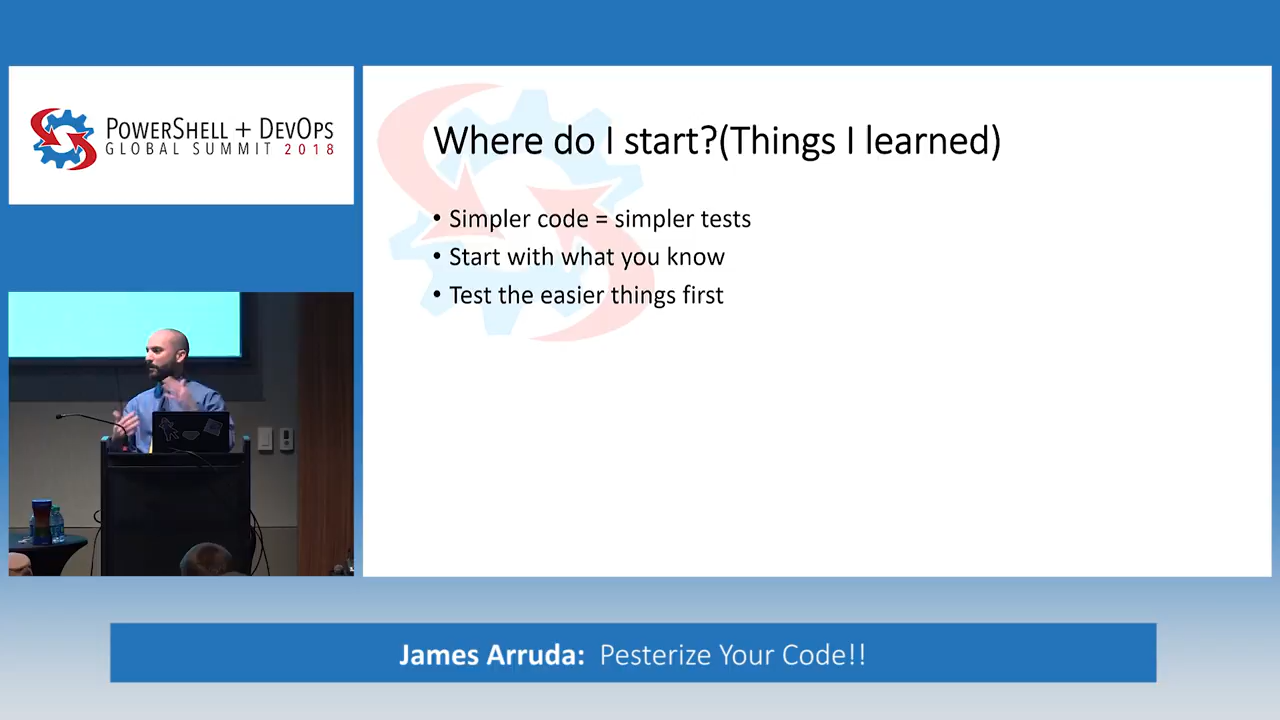 POWERSHELL + DEVOPS
GLOBAL SUMMIT 2018
Where do I start?(Things I learned)
• Simpler code = simpler tests
• Start with what you know
• Test the easier things first
James Arruda: Pesterize Your Code!!